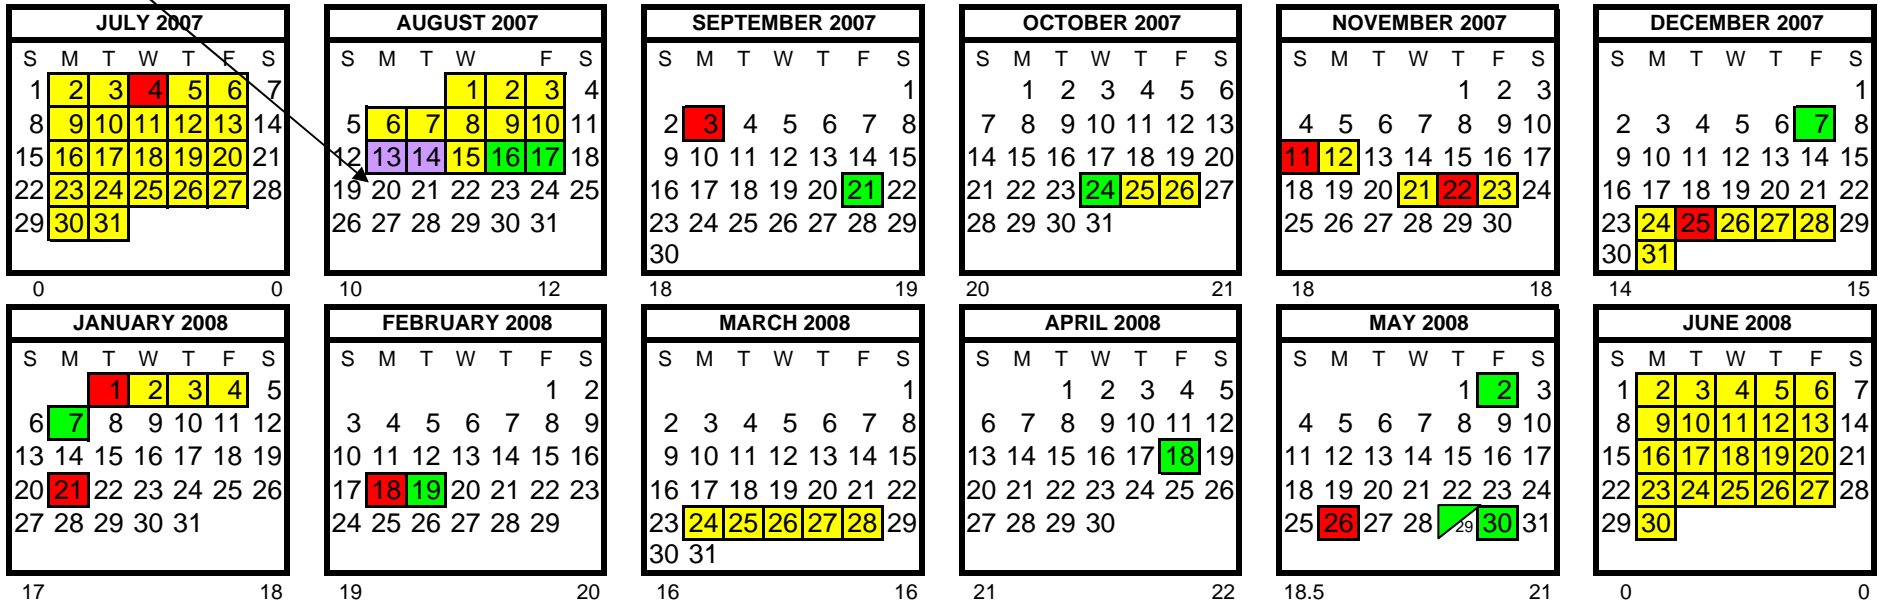 JULY 2007
S M T W T F S
1 2 3 4 5 6 7
8 9 10 11 12 13 14
15 16 17 18 19 20 21
22 23 24 25 26 27 28
29 30 31
0 0
AUGUST 2007
S M T W F S
1 2 3 4
5 6 7 8 9 10 11
12 13 14 15 16 17 18
19 20 21 22 23 24 25
26 27 28 29 30 31
10 12
SEPTEMBER 2007
S M T W T F S
1
2 3 4 5 6 7 8
9 10 11 12 13 14 15
16 17 18 19 20 21 22
23 24 25 26 27 28 29
30
18 19
OCTOBER 2007
S M T W T F S
1 2 3 4 5 6
7 8 9 10 11 12 13
14 15 16 17 18 19 20
21 22 23 24 25 26 27
28 29 30 31
20 21
NOVEMBER 2007
S M T W T F S
1 2 3
4 5 6 7 8 9 10
11 12 13 14 15 16 17
18 19 20 21 22 23 24
25 26 27 28 29 30
18 18
DECEMBER 2007
S M T W T F S
1
2 3 4 5 6 7 8
9 10 11 12 13 14 15
16 17 18 19 20 21 22
23 24 25 26 27 28 29
30 31
14 15
JANUARY 2008
S M T W T F S
1 2 3 4 5
6 7 8 9 10 11 12
13 14 15 16 17 18 19
20 21 22 23 24 25 26
27 28 29 30 31
17 18
FEBRUARY 2008
S M T W T F S
1 2
3 4 5 6 7 8 9
10 11 12 13 14 15 16
17 18 19 20 21 22 23
24 25 26 27 28 29
19 20
MARCH 2008
S M T W T F S
1
2 3 4 5 6 7 8
9 10 11 12 13 14 15
16 17 18 19 20 21 22
23 24 25 26 27 28 29
30 31
16 16
APRIL 2008
S M T W T F S
1 2 3 4 5
6 7 8 9 10 11 12
13 14 15 16 17 18 19
20 21 22 23 24 25 26
27 28 29 30
21 22
MAY 2008
S M T W T F S
1 2 3
4 5 6 7 8 9 10
11 12 13 14 15 16 17
18 19 20 21 22 23 24
25 26 27 28 29 30 31
18.5 21
JUNE 2008
S M T W T F S
1 2 3 4 5 6 7
8 9 10 11 12 13 14
15 16 17 18 19 20 21
22 23 24 25 26 27 28
29 30
0 0